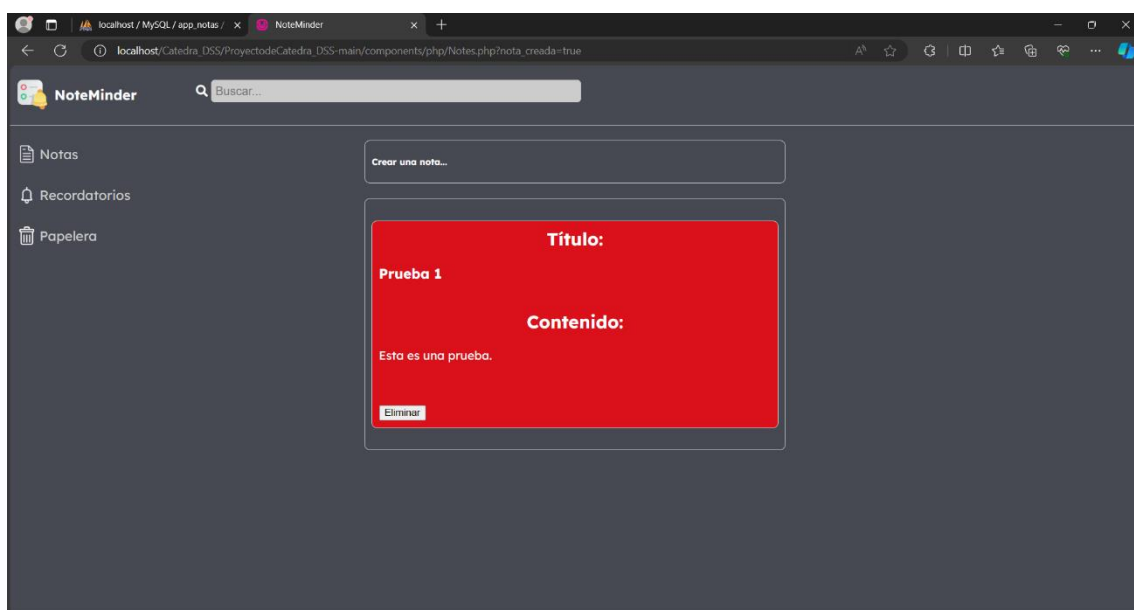 localhost / MySQL / app_notas /
NoteMinder
localhost/Catedra_DSS/ProyectodeCatedra_DSS-main/components/php/Notes.php?nota_creada=true
NoteMinder
Buscar...
Notas
Recordatorios
Papelera
Crear una nota...
Título:
Prueba 1
Contenido:
Esta es una prueba.
Eliminar